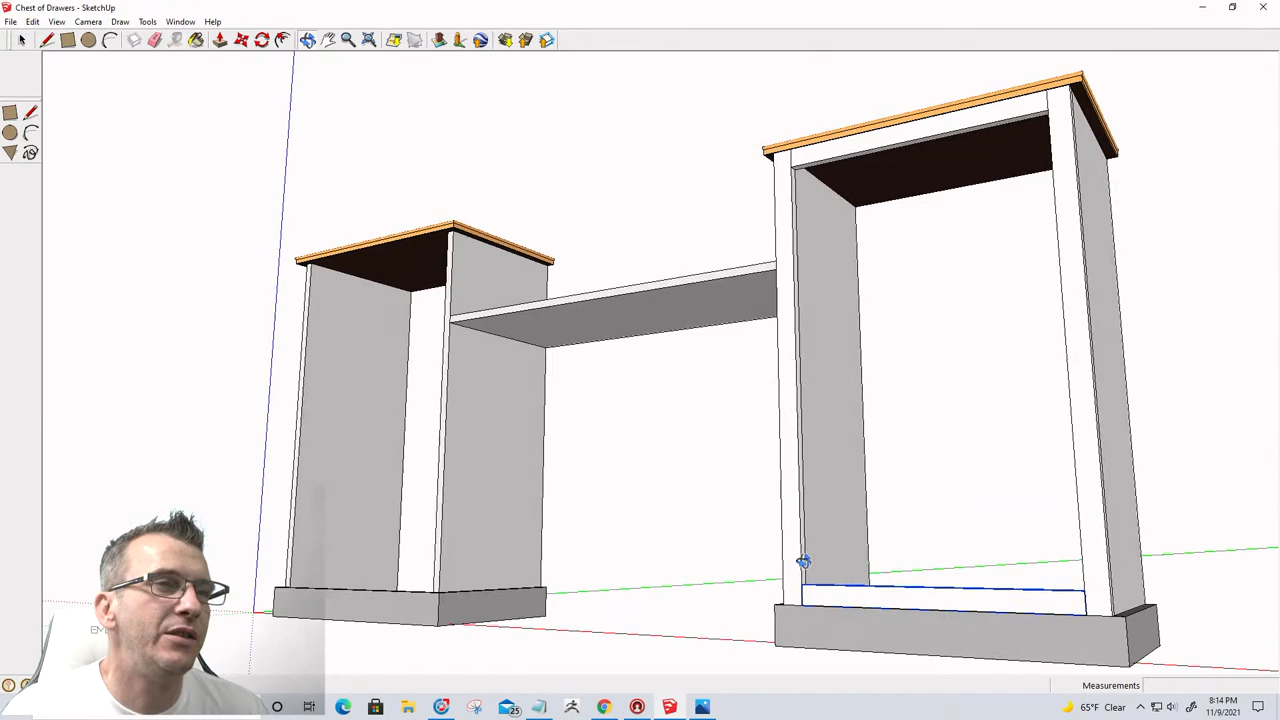 Chest of Drawers - SketchUp
File Edit View Camera Draw Tools Window Help
Measurements
25
65°F Clear
8:14 PM
11/9/2021